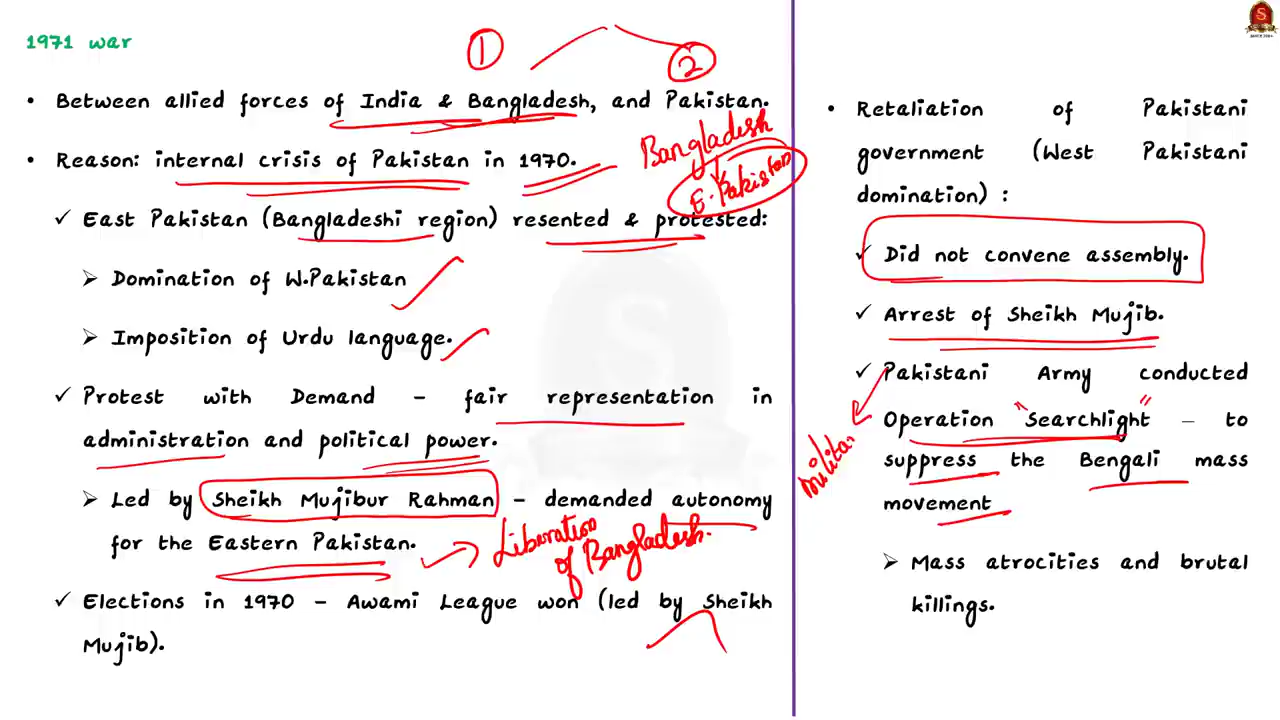 1971 war
① ②
• Between allied forces of India & Bangladesh, and Pakistan.
• Reason: internal crisis of Pakistan in 1970.
Bangladesh
E. Pakistan
✓ East Pakistan (Bangladeshi region) resented & protested:
➢ Domination of W.Pakistan
➢ Imposition of Urdu language.
✓ Protest with Demand – fair representation in
administration and political power.
➢ Led by Sheikh Mujibur Rahman – demanded autonomy
for the Eastern Pakistan.
Liberation
of Bangladesh.
✓ Elections in 1970 – Awami League won (led by Sheikh
Mujib).
• Retaliation of Pakistani
government (West Pakistani
domination) :
✓ Did not convene assembly.
✓ Arrest of Sheikh Mujib.
✓ Pakistani Army conducted
Operation "Searchlight" – to
suppress the Bengali mass
movement
➢ Mass atrocities and brutal
killings.
S